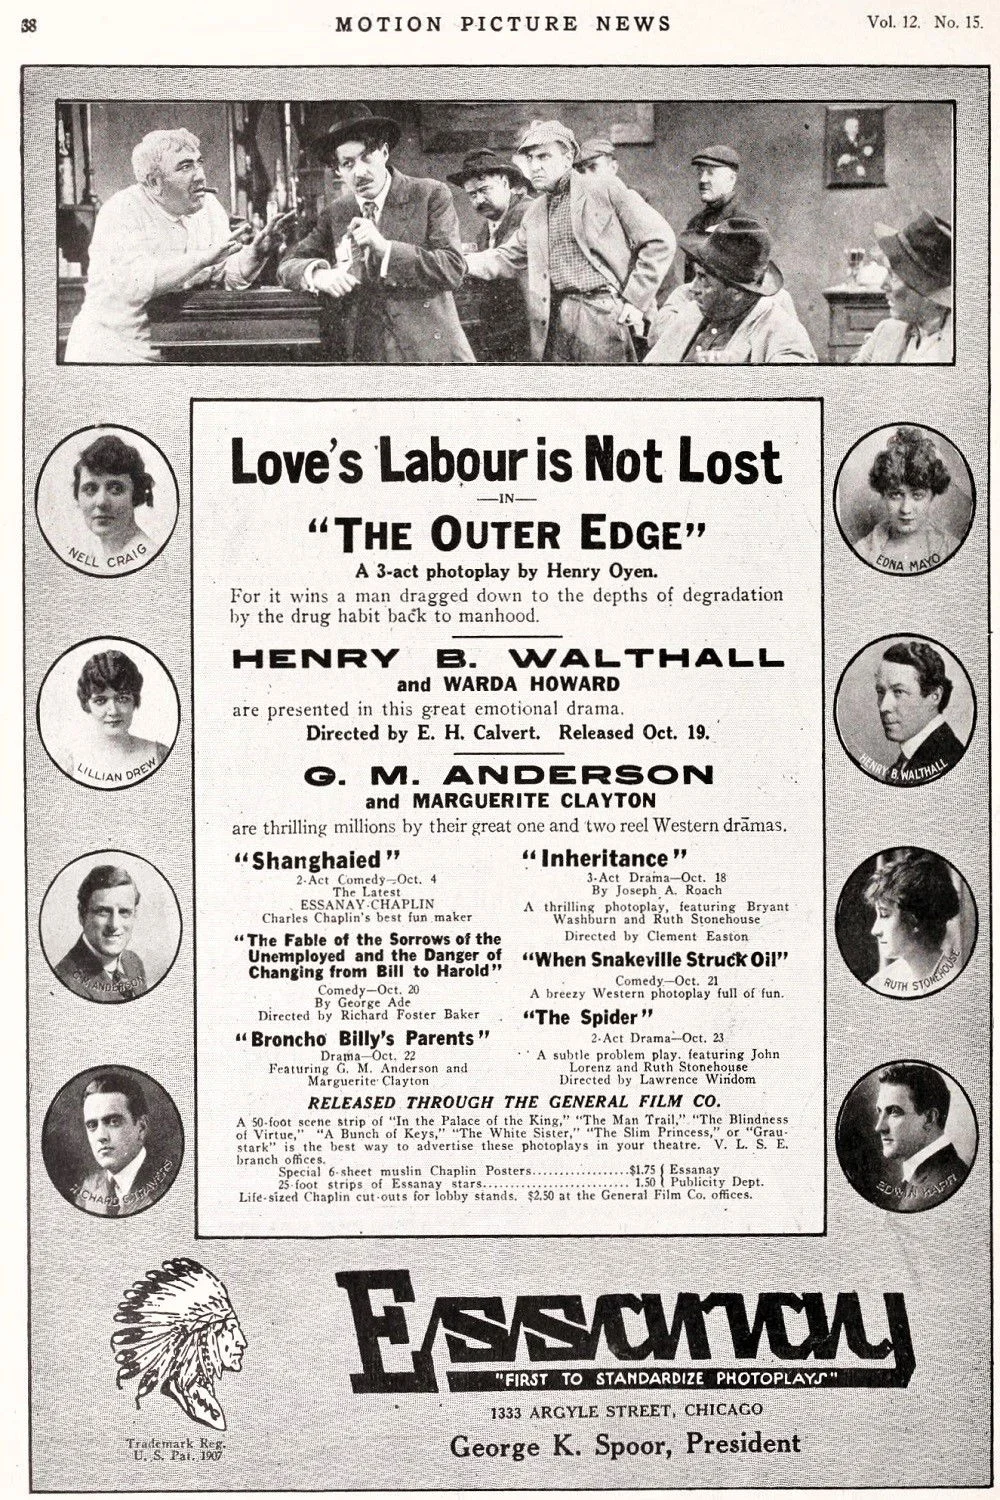 38
MOTION PICTURE NEWS
Vol. 12. No. 15.
Love's Labour is Not Lost
—IN—
"THE OUTER EDGE"
A 3-act photoplay by Henry Oyen.
For it wins a man dragged down to the depths of degradation
by the drug habit back to manhood.
HENRY B. WALTHALL
and WARDA HOWARD
are presented in this great emotional drama.
Directed by E. H. Calvert. Released Oct. 19.
G. M. ANDERSON
and MARGUERITE CLAYTON
are thrilling millions by their great one and two reel Western dramas.
"Shanghaied"
2-Act Comedy—Oct. 4
The Latest
ESSANAY-CHAPLIN
Charles Chaplin's best fun maker
"The Fable of the Sorrows of the
Unemployed and the Danger of
Changing from Bill to Harold"
Comedy—Oct. 20
By George Ade
Directed by Richard Foster Baker
"Broncho Billy's Parents"
Drama—Oct. 22
Featuring G. M. Anderson and
Marguerite Clayton
"Inheritance"
3-Act Drama—Oct. 18
By Joseph A. Roach
A thrilling photoplay, featuring Bryant
Washburn and Ruth Stonehouse
Directed by Clement Easton
"When Snakeville Struck Oil"
Comedy—Oct. 21
A breezy Western photoplay full of fun.
"The Spider"
2-Act Drama—Oct. 23
A subtle problem play. featuring John
Lorenz and Ruth Stonehouse
Directed by Lawrence Windom
RELEASED THROUGH THE GENERAL FILM CO.
A 50-foot scene strip of "In the Palace of the King," "The Man Trail," "The Blindness
of Virtue," "A Bunch of Keys," "The White Sister," "The Slim Princess," or "Grau-
stark" is the best way to advertise these photoplays in your theatre. V. L. S. E.
branch offices.
Special 6-sheet muslin Chaplin Posters..................$1.75 { Essanay
25-foot strips of Essanay stars............................ 1.50 { Publicity Dept.
Life-sized Chaplin cut-outs for lobby stands. $2.50 at the General Film Co. offices.
NELL CRAIG
LILLIAN DREW
G.M. ANDERSON
RICHARD C. TRAVERS
EDNA MAYO
HENRY B. WALTHALL
RUTH STONEHOUSE
EDWIN
Trademark Reg.
U. S. Pat. 1907
Essanay
"FIRST TO STANDARDIZE PHOTOPLAYS"
1333 ARGYLE STREET, CHICAGO
George K. Spoor, President